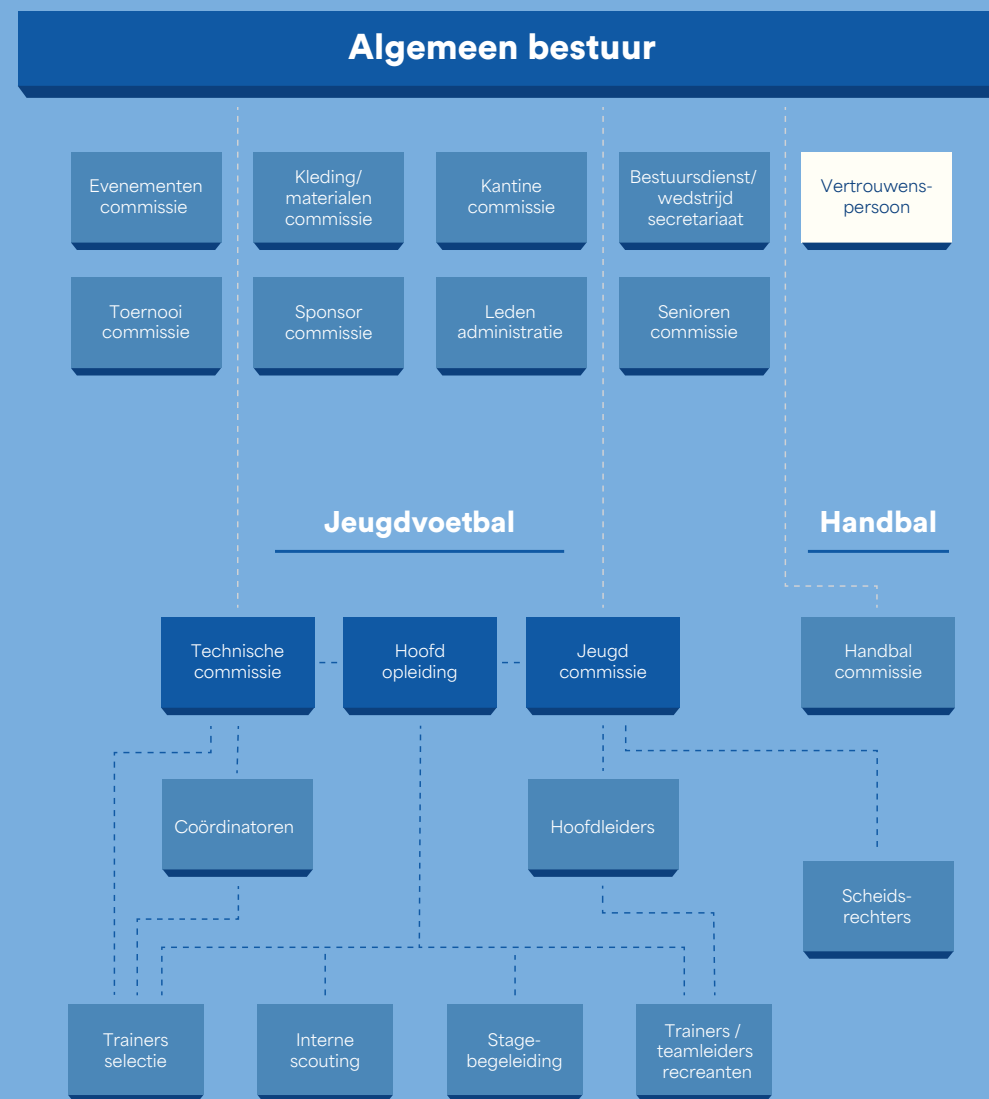 Algemeen bestuur
Evenementen
commissie
Kleding/
materialen
commissie
Kantine
commissie
Bestuursdienst/
wedstrijd
secretariaat
Vertrouwens-
persoon
Toernooi
commissie
Sponsor
commissie
Leden
administratie
Senioren
commissie
Jeugdvoetbal
Handbal
Technische
commissie
Hoofd
opleiding
Jeugd
commissie
Handbal
commissie
Coördinatoren
Hoofdleiders
Scheids-
rechters
Trainers
selectie
Interne
scouting
Stage-
begeleiding
Trainers /
teamleiders
recreanten